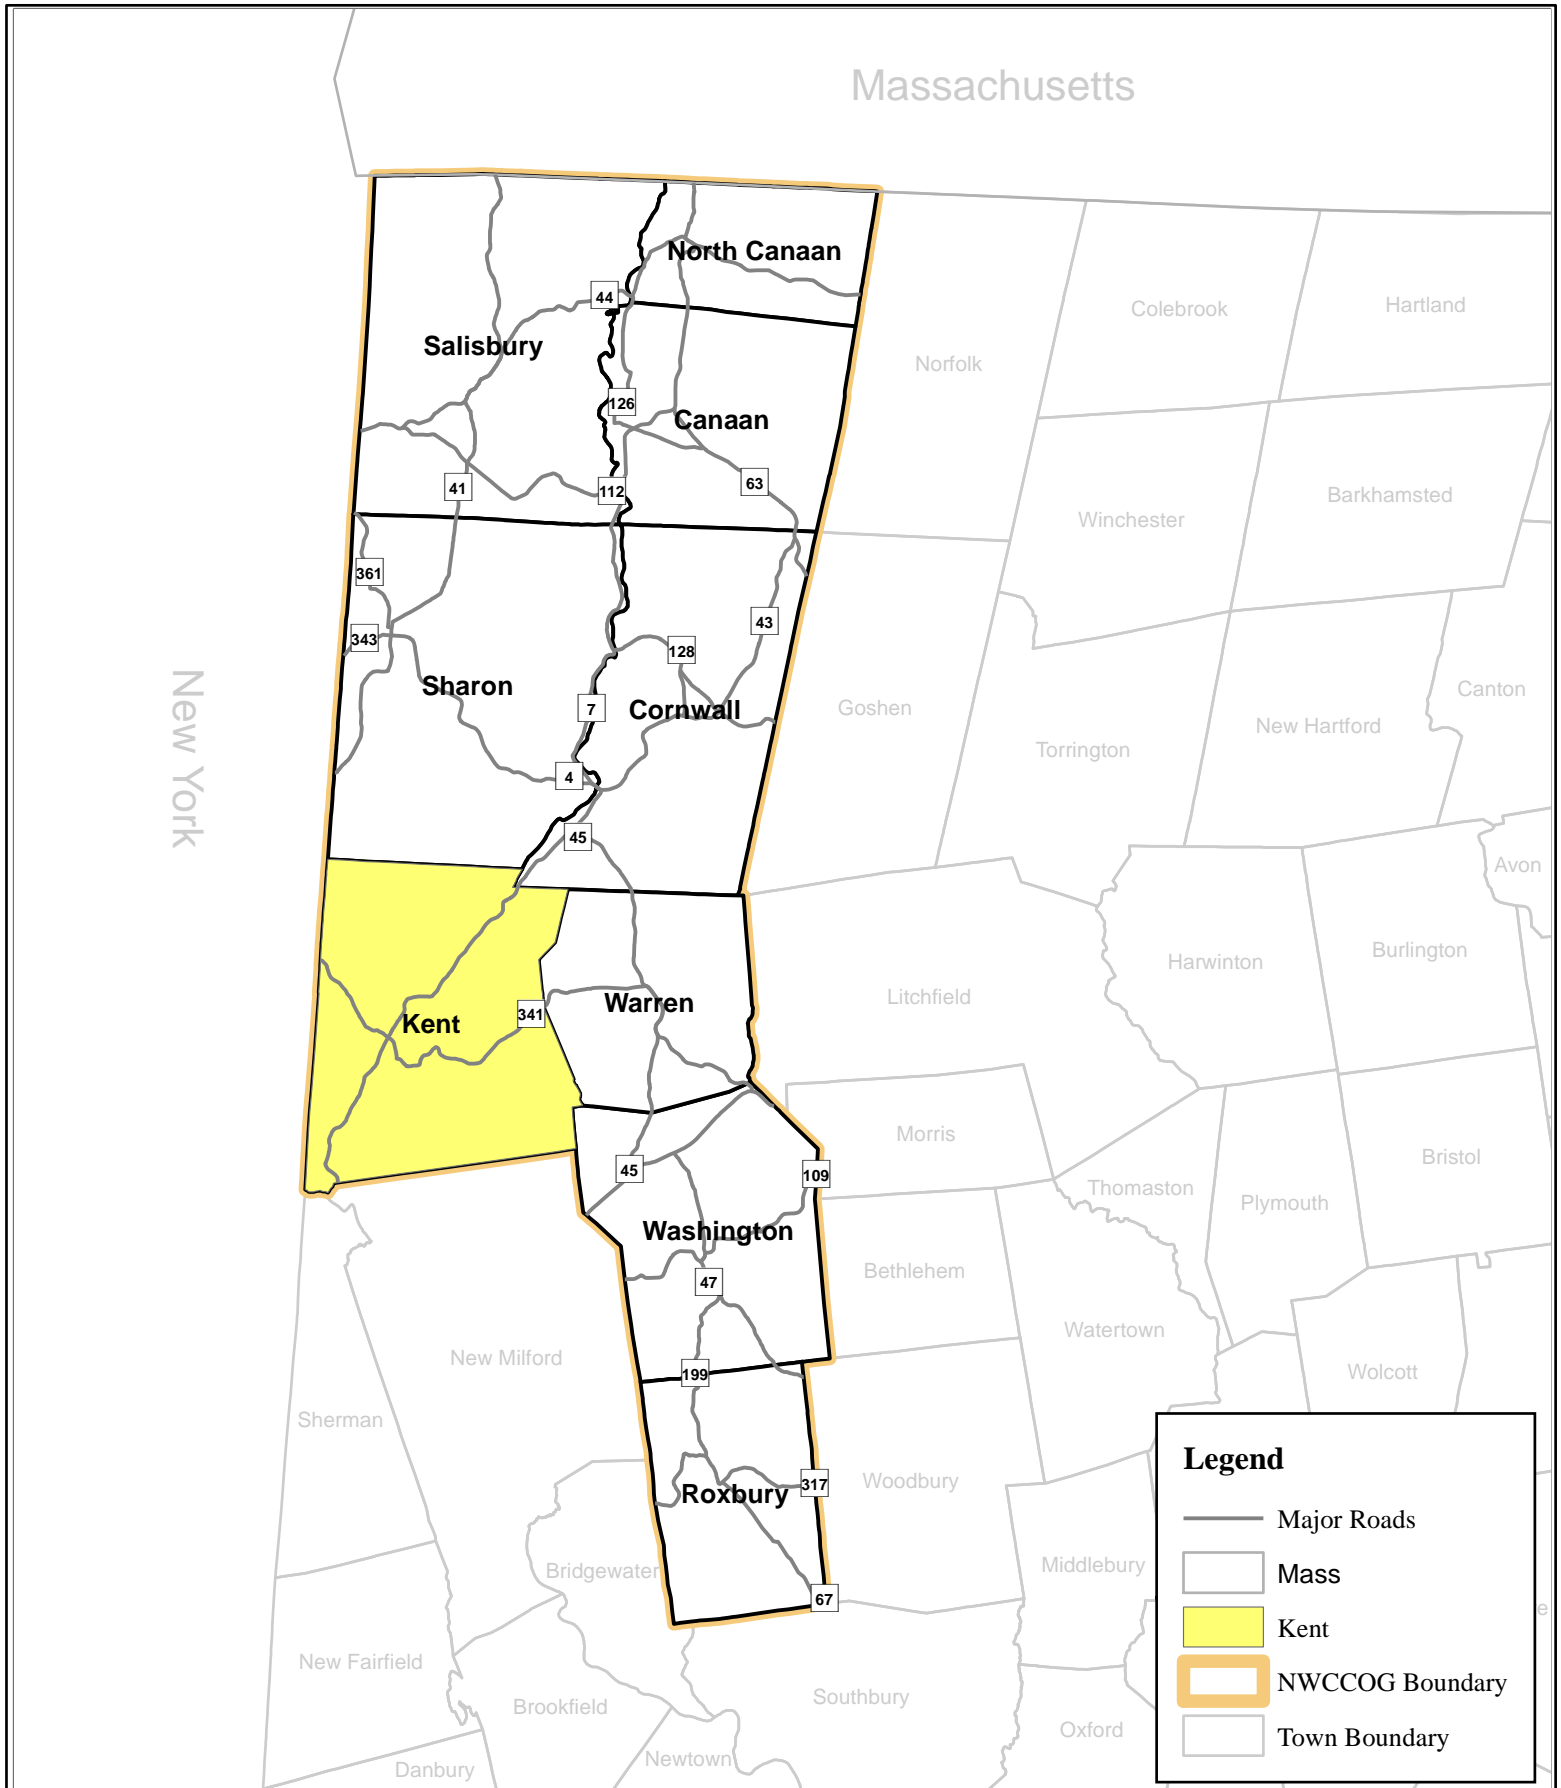 Massachusetts
North Canaan
44
Colebrook
Hartland
Salisbury
Norfolk
126
Canaan
41
112
63
Barkhamsted
Winchester
361
343
43
128
New York
Sharon
7
Cornwall
Goshen
Canton
New Hartford
Torrington
4
45
Avon
Burlington
Harwinton
Litchfield
Warren
341
Kent
Morris
Bristol
45
109
Thomaston
Plymouth
Washington
Bethlehem
47
Watertown
New Milford
199
Wolcott
Sherman
Woodbury
317
Roxbury
Middlebury
Bridgewater
67
e
New Fairfield
Southbury
Brookfield
Oxford
Newtown
Danbury
Legend
Major Roads
Mass
Kent
NWCCOG Boundary
Town Boundary